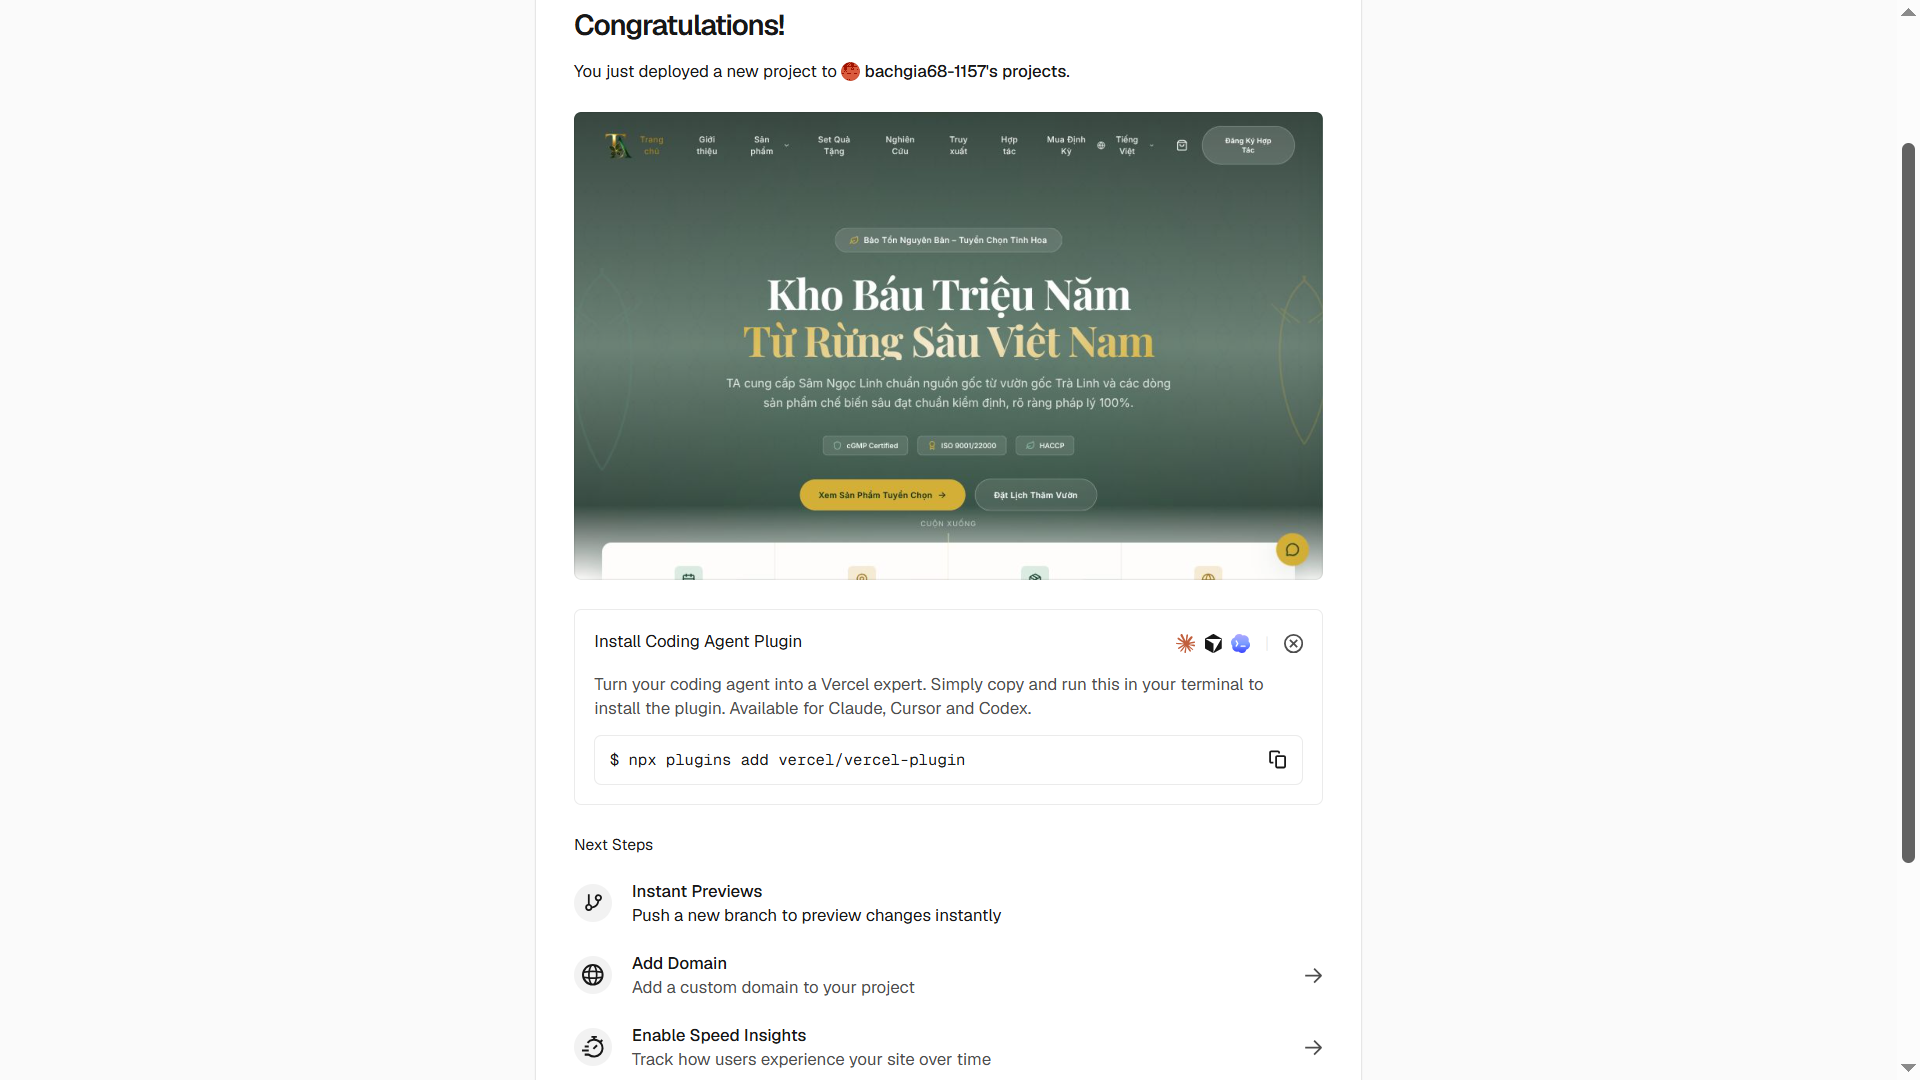 Congratulations!
You just deployed a new project to bachgia68-1157's projects.
Trang chủ
Giới thiệu
Sản phẩm
Set Quà Tặng
Nghiên Cứu
Truy xuất
Hợp tác
Mua Định Kỳ
Tiếng Việt
Đăng Ký Hợp Tác
Bảo Tồn Nguyên Bản – Tuyển Chọn Tinh Hoa
Kho Báu Triệu Năm
Từ Rừng Sâu Việt Nam
TA cung cấp Sâm Ngọc Linh chuẩn nguồn gốc từ vườn gốc Trà Linh và các dòng
sản phẩm chế biến sâu đạt chuẩn kiểm định, rõ ràng pháp lý 100%.
cGMP Certified
ISO 9001/22000
HACCP
Xem Sản Phẩm Tuyển Chọn →
Đặt Lịch Thăm Vườn
CUỘN XUỐNG
Install Coding Agent Plugin
Turn your coding agent into a Vercel expert. Simply copy and run this in your terminal to
install the plugin. Available for Claude, Cursor and Codex.
$ npx plugins add vercel/vercel-plugin
Next Steps
Instant Previews
Push a new branch to preview changes instantly
Add Domain
Add a custom domain to your project
Enable Speed Insights
Track how users experience your site over time